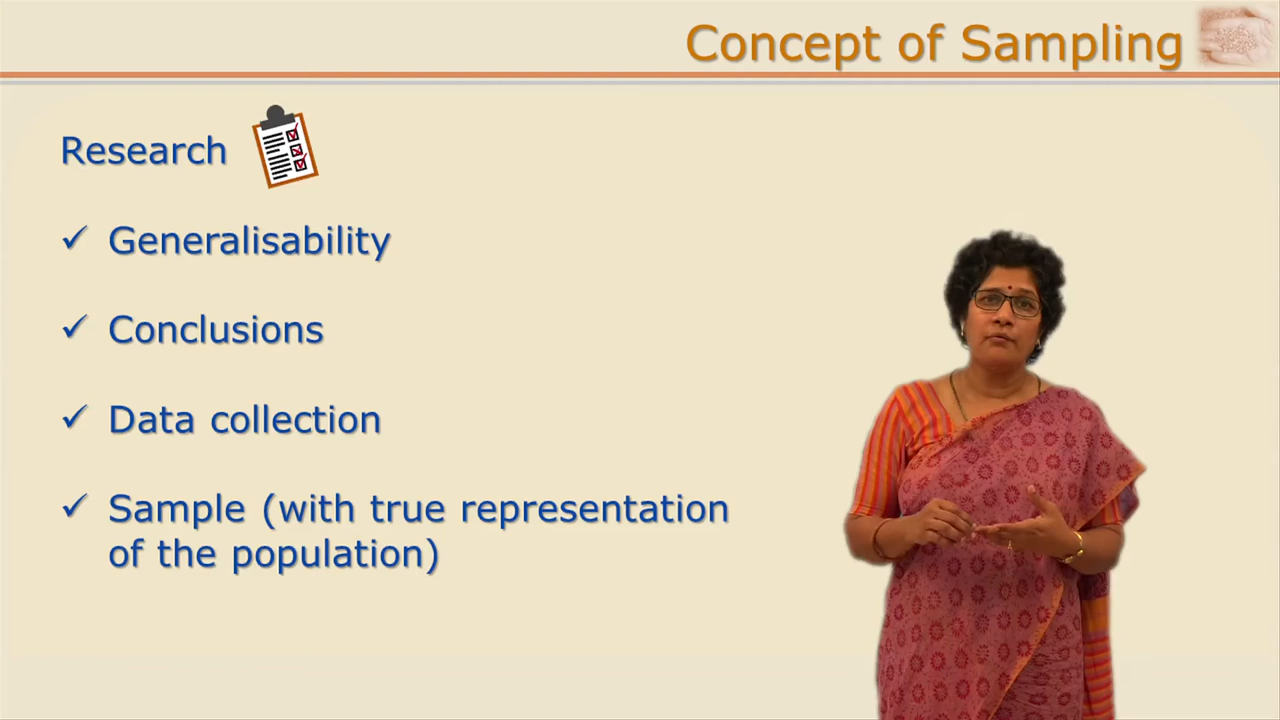 Concept of Sampling
Research
✓ Generalisability
✓ Conclusions
✓ Data collection
✓ Sample (with true representation
of the population)